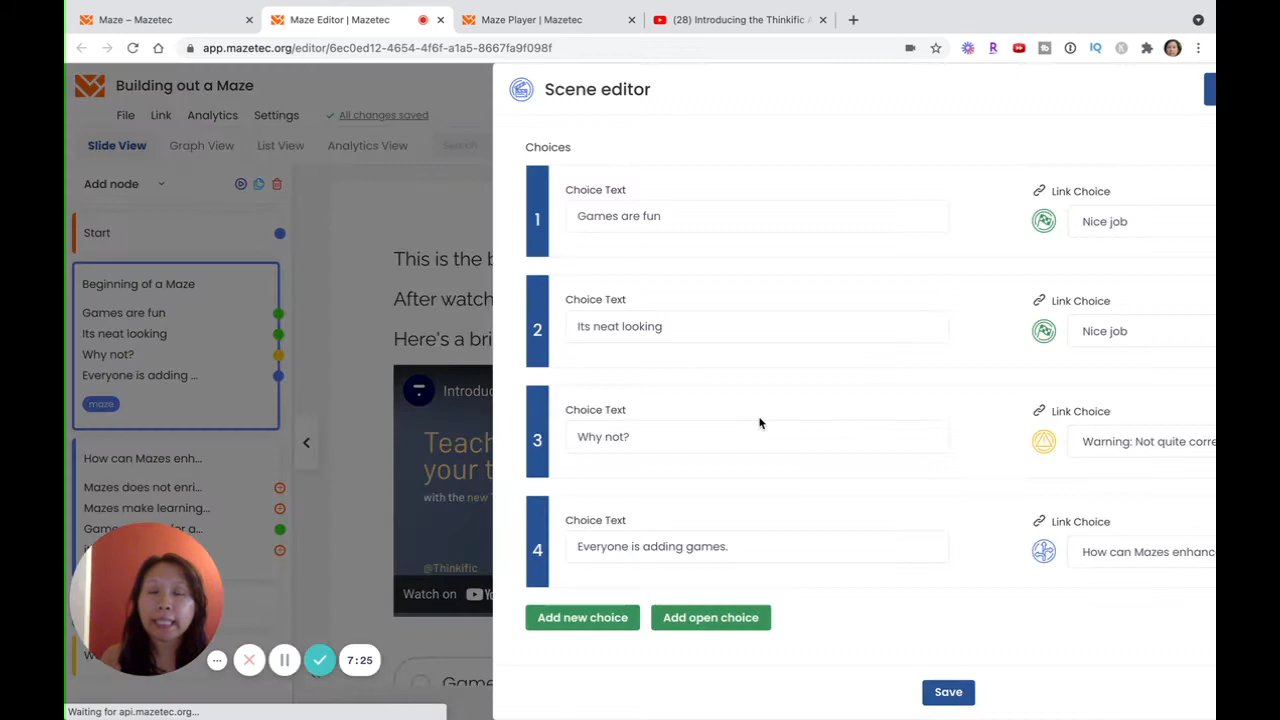 Maze – Mazetec
Maze Editor | Mazetec
Maze Player | Mazetec
(28) Introducing the Thinkific A
app.mazetec.org/editor/6ec0ed12-4654-4f6f-a1a5-8667fa9f098f
Building out a Maze
File Link Analytics Settings
All changes saved
Slide View Graph View List View Analytics View Search
Add node
Start
Beginning of a Maze
Games are fun
Its neat looking
Why not?
Everyone is adding ...
maze
How can Mazes enh...
Mazes does not enri...
Mazes make learning...
This is the b
After watch
Here's a bri
Introdu
Teach
your t
with the new
@Thinkific
Watch on
Game
7:25
Waiting for api.mazetec.org...
Scene editor
Choices
1
Choice Text
Games are fun
Link Choice
Nice job
2
Choice Text
Its neat looking
Link Choice
Nice job
3
Choice Text
Why not?
Link Choice
Warning: Not quite corre
4
Choice Text
Everyone is adding games.
Link Choice
How can Mazes enhance
Add new choice
Add open choice
Save